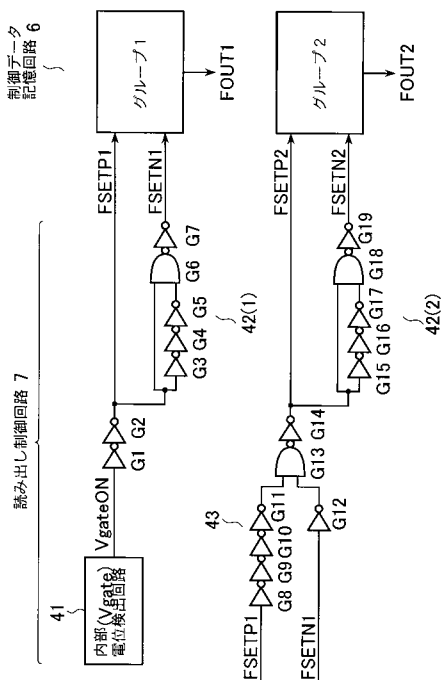 制御データ
記憶回路 6
読み出し制御回路 7
グループ1
FOUT1
FSETP1
FSETN1
G7
G6
G5
G4
G3
42(1)
G2
G1
VgateON
41
内部(Vgate)
電位検出回路
グループ2
FOUT2
FSETP2
FSETN2
G19
G18
G17
G16
G15
42(2)
G14
G13
G12
43
G11
G10
G9
G8
FSETP1
FSETN1